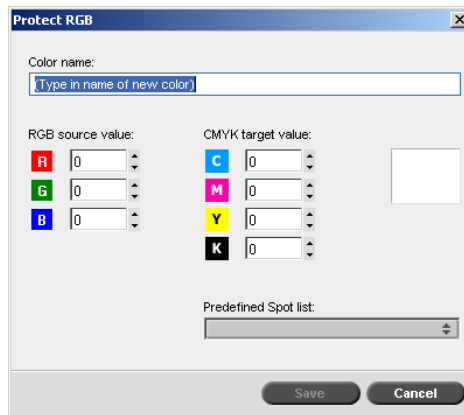 Protect RGB
Color name:
(Type in name of new color)
RGB source value:
CMYK target value:
R 0
C 0
G 0
M 0
B 0
Y 0
K 0
Predefined Spot list:
Save
Cancel